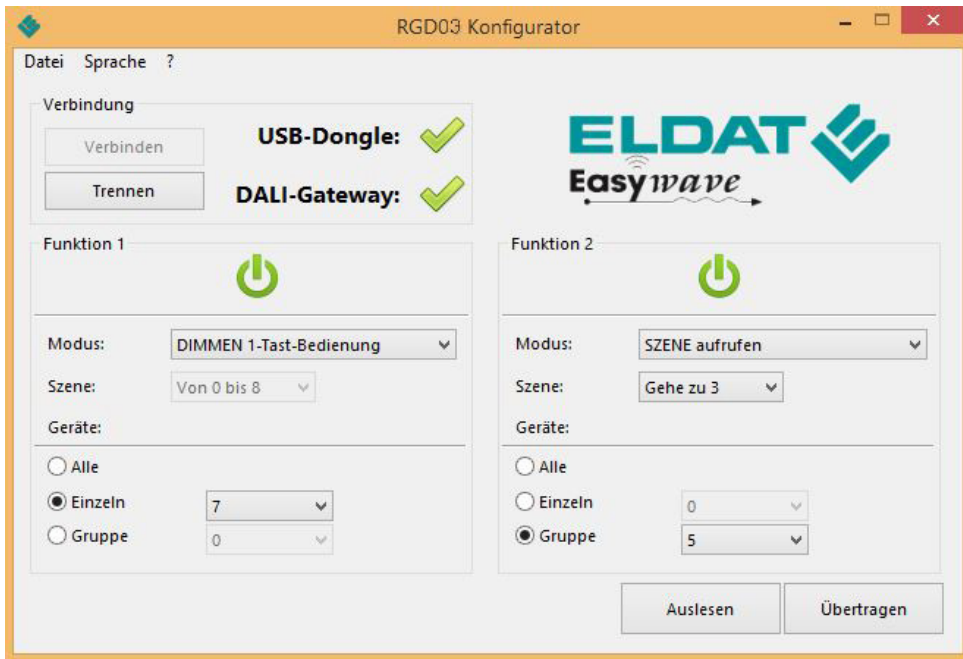 RGD03 Konfigurator
Datei Sprache ?
Verbindung
Verbinden
USB-Dongle:
Trennen
DALI-Gateway:
ELDAT
Easywave
Funktion 1
Modus: DIMMEN 1-Tast-Bedienung
Szene: Von 0 bis 8
Geräte:
Alle
Einzeln 7
Gruppe 0
Funktion 2
Modus: SZENE aufrufen
Szene: Gehe zu 3
Geräte:
Alle
Einzeln 0
Gruppe 5
Auslesen Übertragen